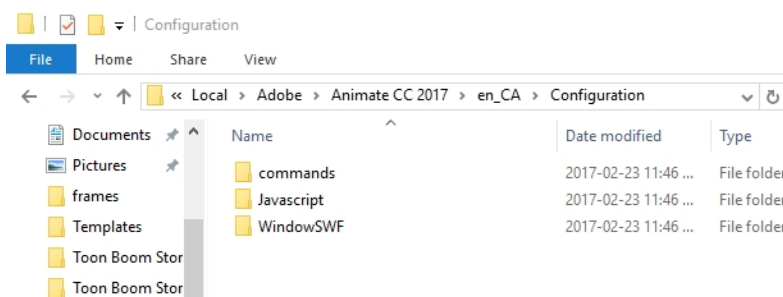 Configuration
File Home Share View
« Local > Adobe > Animate CC 2017 > en_CA > Configuration
Documents
Pictures
frames
Templates
Toon Boom Stor
Toon Boom Stor
Name Date modified Type
commands 2017-02-23 11:46 ... File folder
Javascript 2017-02-23 11:46 ... File folder
WindowSWF 2017-02-23 11:46 ... File folder